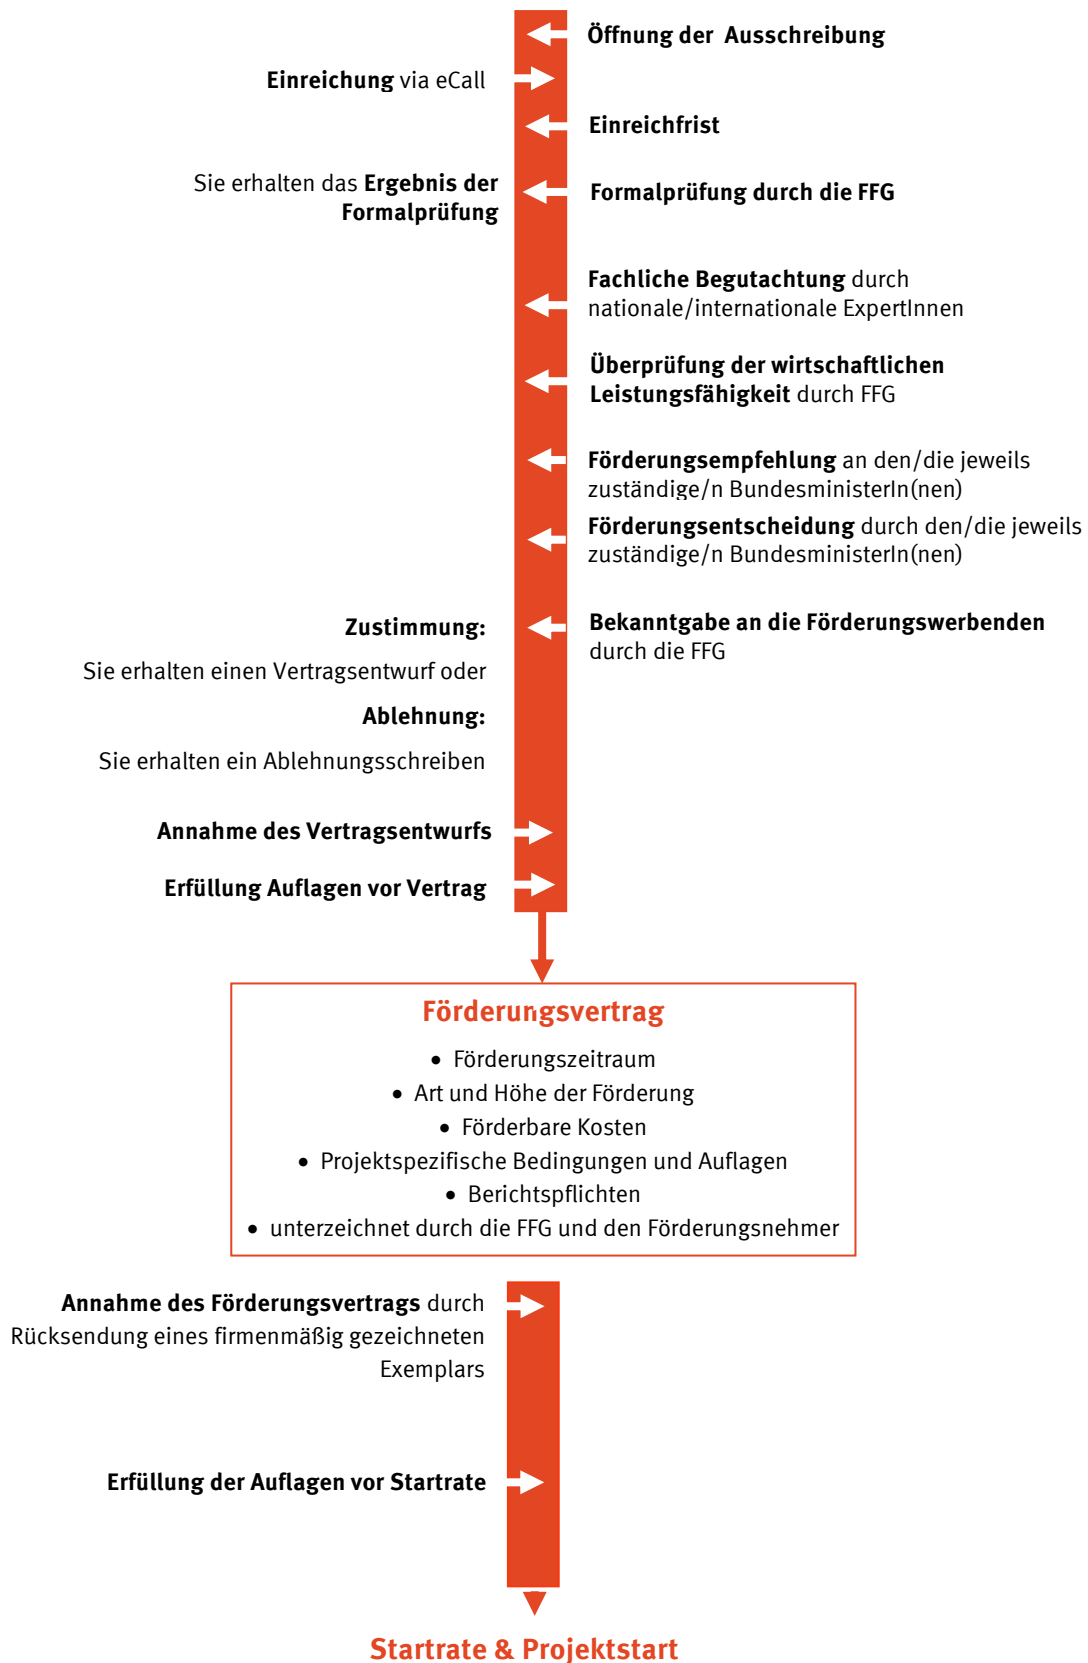 Öffnung der Ausschreibung
Einreichung via eCall
Einreichfrist
Sie erhalten das Ergebnis der
Formalprüfung
Formalprüfung durch die FFG
Fachliche Begutachtung durch
nationale/internationale ExpertInnen
Überprüfung der wirtschaftlichen
Leistungsfähigkeit durch FFG
Förderungsempfehlung an den/die jeweils
zuständige/n BundesministerIn(nen)
Förderungsentscheidung durch den/die jeweils
zuständige/n BundesministerIn(nen)
Zustimmung:
Sie erhalten einen Vertragsentwurf oder
Ablehnung:
Sie erhalten ein Ablehnungsschreiben
Bekanntgabe an die Förderungswerbenden
durch die FFG
Annahme des Vertragsentwurfs
Erfüllung Auflagen vor Vertrag
Förderungsvertrag
• Förderungszeitraum
• Art und Höhe der Förderung
• Förderbare Kosten
• Projektspezifische Bedingungen und Auflagen
• Berichtspflichten
• unterzeichnet durch die FFG und den Förderungsnehmer
Annahme des Förderungsvertrags durch
Rücksendung eines firmenmäßig gezeichneten
Exemplars
Erfüllung der Auflagen vor Startrate
Startrate & Projektstart